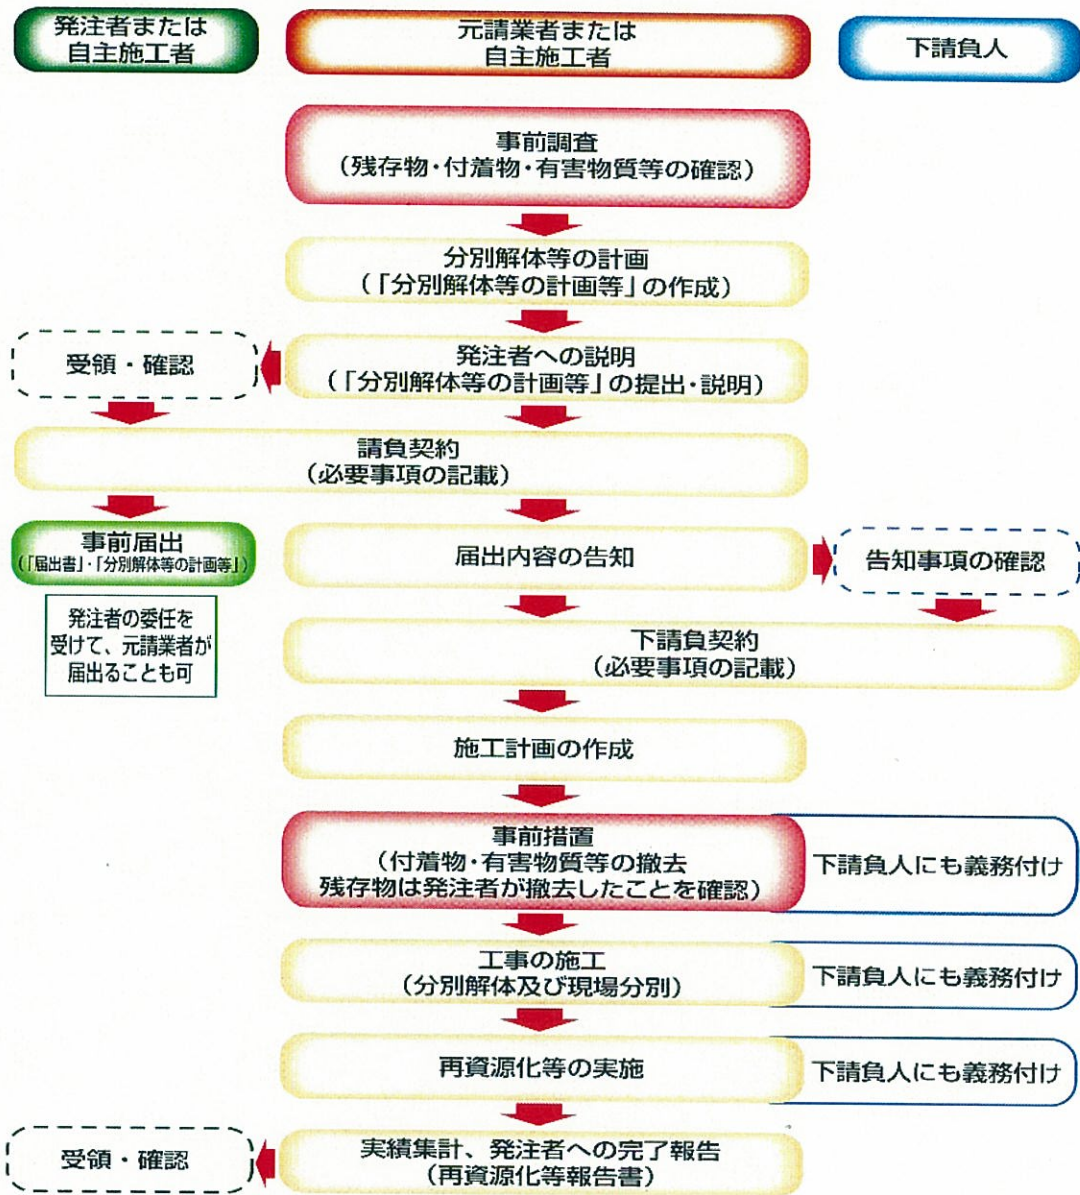 発注者または
自主施工者
元請業者または
自主施工者
下請負人
事前調査
（残存物・付着物・有害物質等の確認）
分別解体等の計画
（「分別解体等の計画等」の作成）
受領・確認
発注者への説明
（「分別解体等の計画等」の提出・説明）
請負契約
（必要事項の記載）
事前届出
（「届出書」・「分別解体等の計画等」）
発注者の委任を
受けて、元請業者が
届出ることも可
届出内容の告知
告知事項の確認
下請負契約
（必要事項の記載）
施工計画の作成
事前措置
（付着物・有害物質等の撤去
残存物は発注者が撤去したことを確認）
下請負人にも義務付け
工事の施工
（分別解体及び現場分別）
下請負人にも義務付け
再資源化等の実施
下請負人にも義務付け
受領・確認
実績集計、発注者への完了報告
（再資源化等報告書）